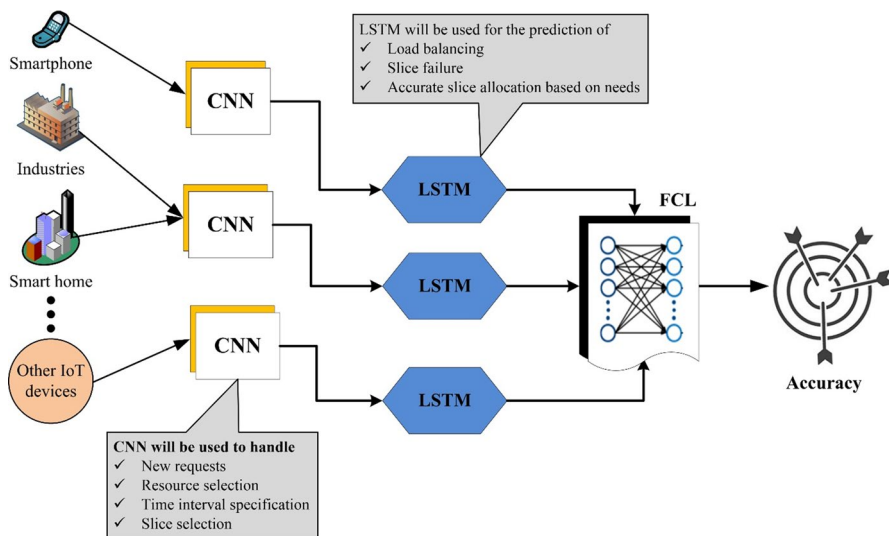 LSTM will be used for the prediction of
✓ Load balancing
✓ Slice failure
✓ Accurate slice allocation based on needs
Smartphone
CNN
Industries
LSTM
CNN
FCL
Smart home
LSTM
CNN
Other IoT
devices
LSTM
Accuracy
CNN will be used to handle
✓ New requests
✓ Resource selection
✓ Time interval specification
✓ Slice selection